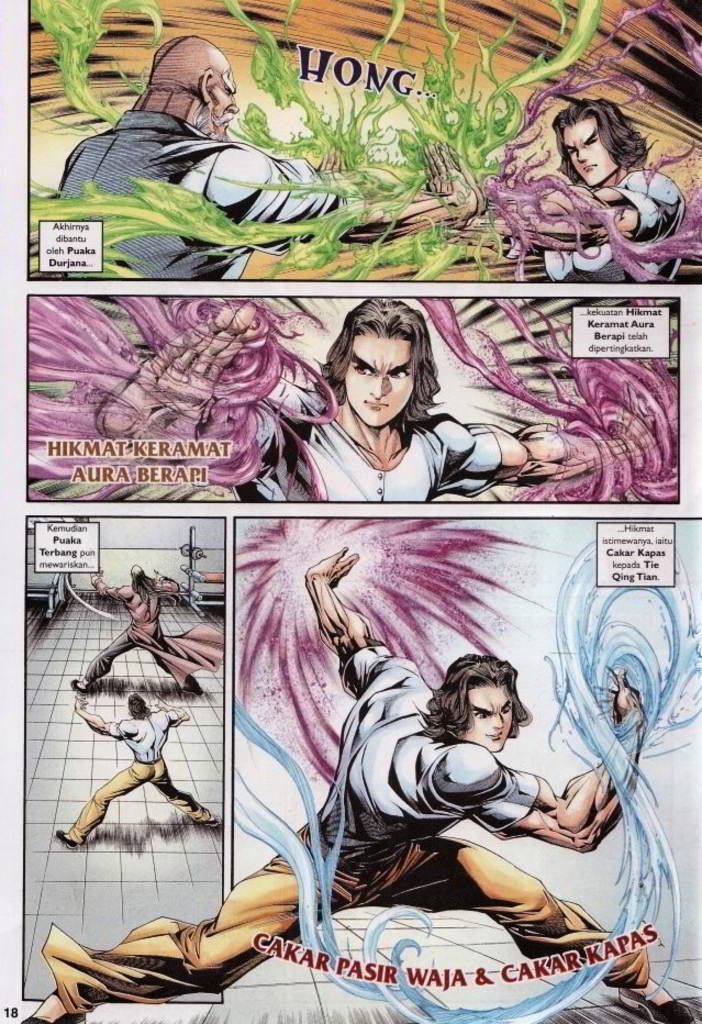 HONG...
Akhirnya
dibantu
oleh Puaka
Durjana...
...kekuatan Hikmat
Keramat Aura
Berapi telah
dipertingkatkan.
HIKMAT KERAMAT
AURA BERAPI
Kemudian
Puaka
Terbang pun
mewariskan...
...Hikmat
istimewanya, iaitu
Cakar Kapas
kepada Tie
Qing Tian.
CAKAR PASIR WAJA & CAKAR KAPAS
18